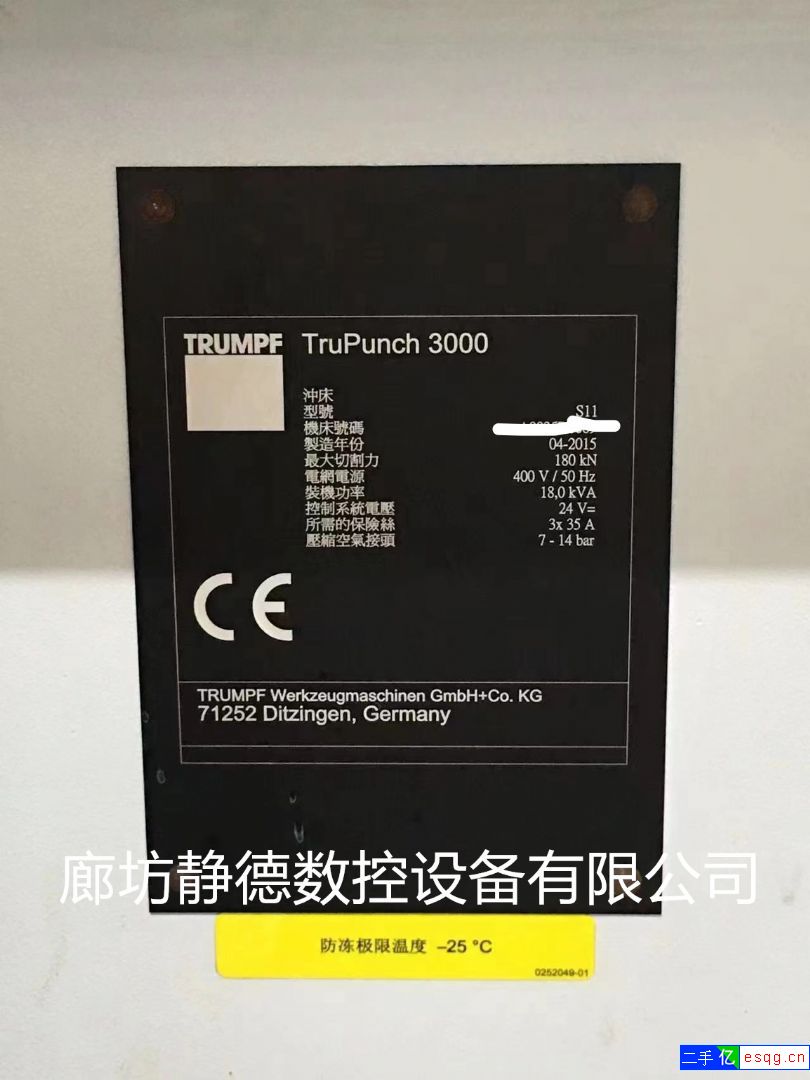 TRUMPF TruPunch 3000
沖床
型號 S11
機床號碼
製造年份 04-2015
最大切割力 180 kN
電網電源 400 V / 50 Hz
裝機功率 18,0 kVA
控制系統電壓 24 V=
所需的保險絲 3x 35 A
壓縮空氣接頭 7 - 14 bar
CE
TRUMPF Werkzeugmaschinen GmbH+Co. KG
71252 Ditzingen, Germany
廊坊静德数控设备有限公司
防冻极限温度 –25 °C
0252049-01
二手亿 esqg.cn